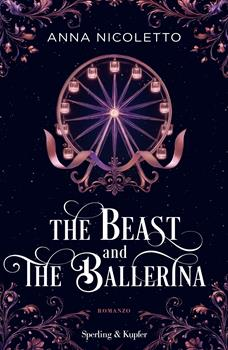 ANNA NICOLETTO
THE BEAST
and
THE BALLERINA
ROMANZO
Sperling & Kupfer